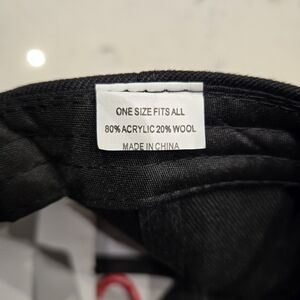 ONE SIZE FITS ALL
80% ACRYLIC 20% WOOL
MADE IN CHINA